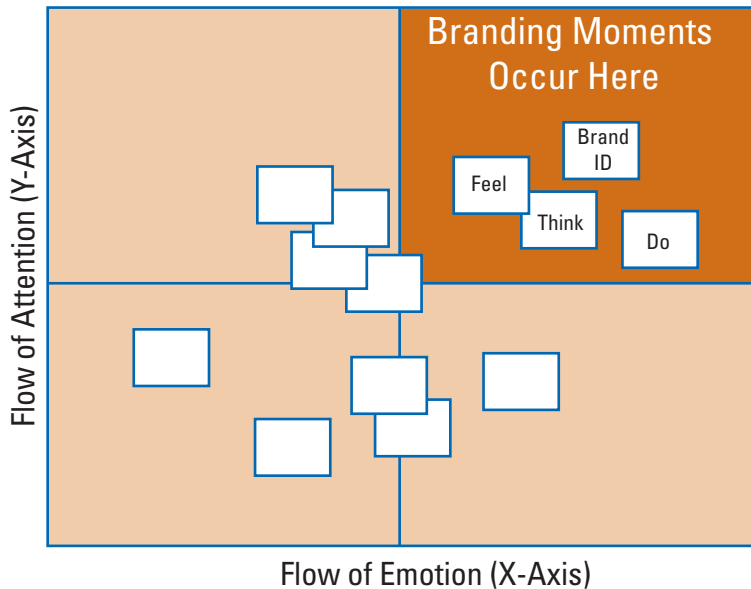 Branding Moments
Occur Here
Brand
ID
Feel
Think
Do
Flow of Attention (Y-Axis)
Flow of Emotion (X-Axis)